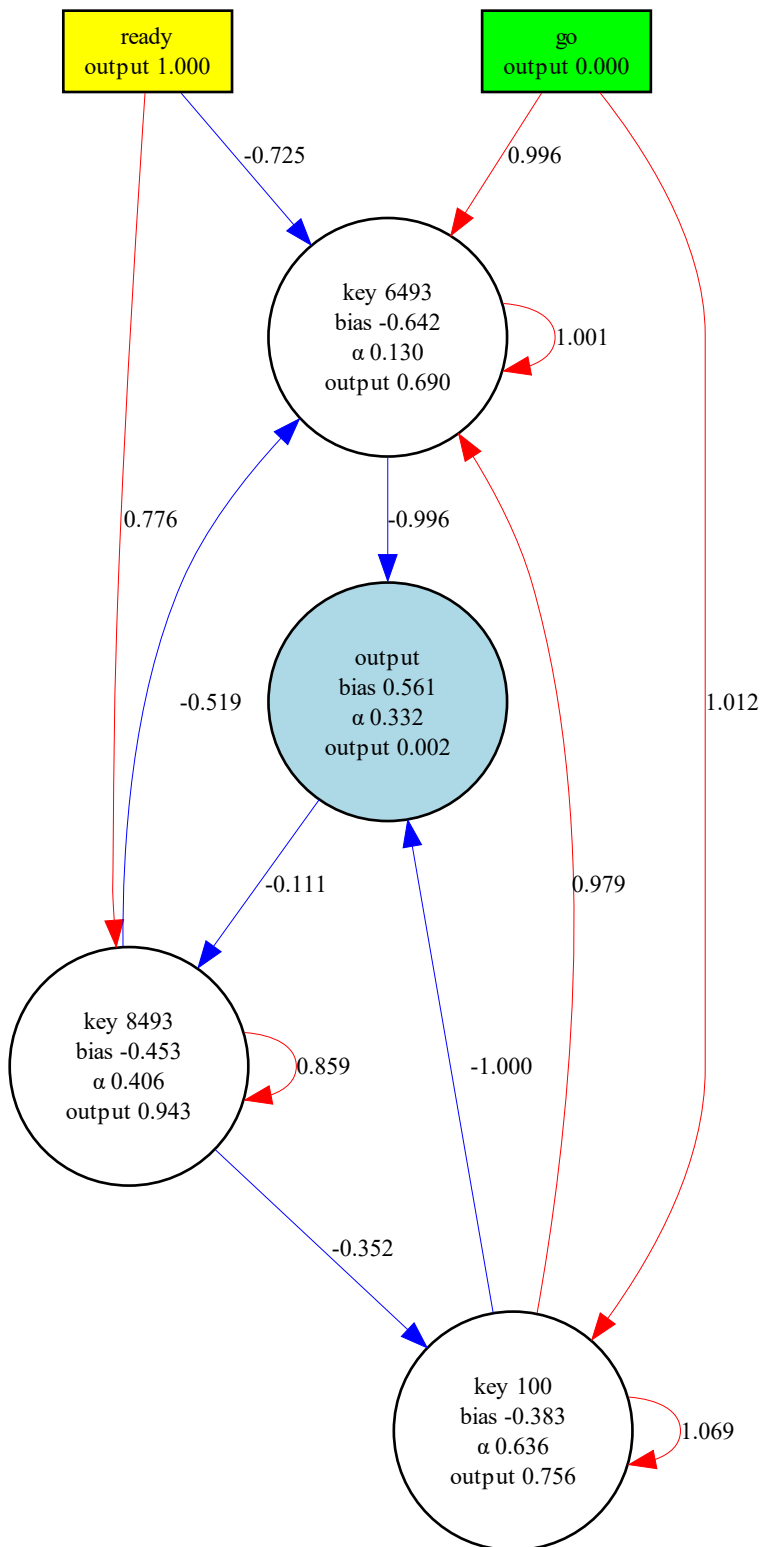 ready
output 1.000
go
output 0.000
-0.725
0.996
key 6493
bias -0.642
α 0.130
output 0.690
1.001
0.776
-0.996
-0.519
output
bias 0.561
α 0.332
output 0.002
1.012
-0.111
0.979
key 8493
bias -0.453
α 0.406
output 0.943
0.859
-1.000
-0.352
key 100
bias -0.383
α 0.636
output 0.756
1.069